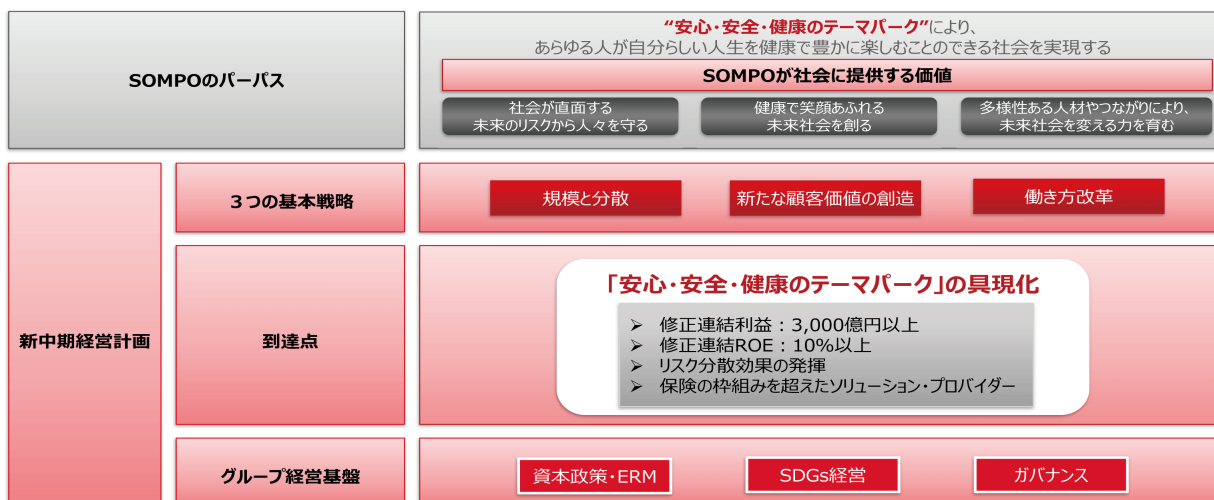 SOMPOのパーパス
“安心・安全・健康のテーマパーク”により、
あらゆる人が自分らしい人生を健康で豊かに楽しむことのできる社会を実現する
SOMPOが社会に提供する価値
社会が直面する
未来のリスクから人々を守る
健康で笑顔あふれる
未来社会を創る
多様性ある人材やつながりにより、
未来社会を変える力を育む
新中期経営計画
３つの基本戦略
規模と分散
新たな顧客価値の創造
働き方改革
到達点
「安心・安全・健康のテーマパーク」の具現化
➢ 修正連結利益：3,000億円以上
➢ 修正連結ROE：10%以上
➢ リスク分散効果の発揮
➢ 保険の枠組みを超えたソリューション・プロバイダー
グループ経営基盤
資本政策・ERM
SDGs経営
ガバナンス